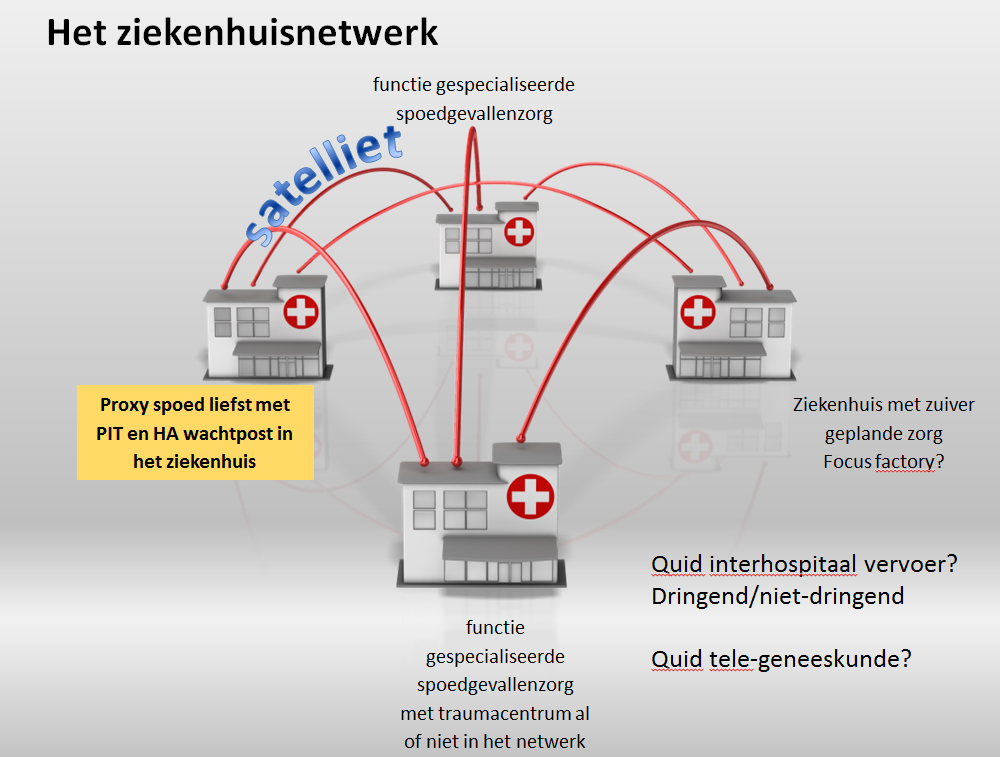 Het ziekenhuisnetwerk
functie gespecialiseerde
spoedgevallenzorg
satelliet
Proxy spoed liefst met
PIT en HA wachtpost in
het ziekenhuis
Ziekenhuis met zuiver
geplande zorg
Focus factory?
Quid interhospitaal vervoer?
Dringend/niet-dringend
Quid tele-geneeskunde?
functie
gespecialiseerde
spoedgevallenzorg
met traumacentrum al
of niet in het netwerk